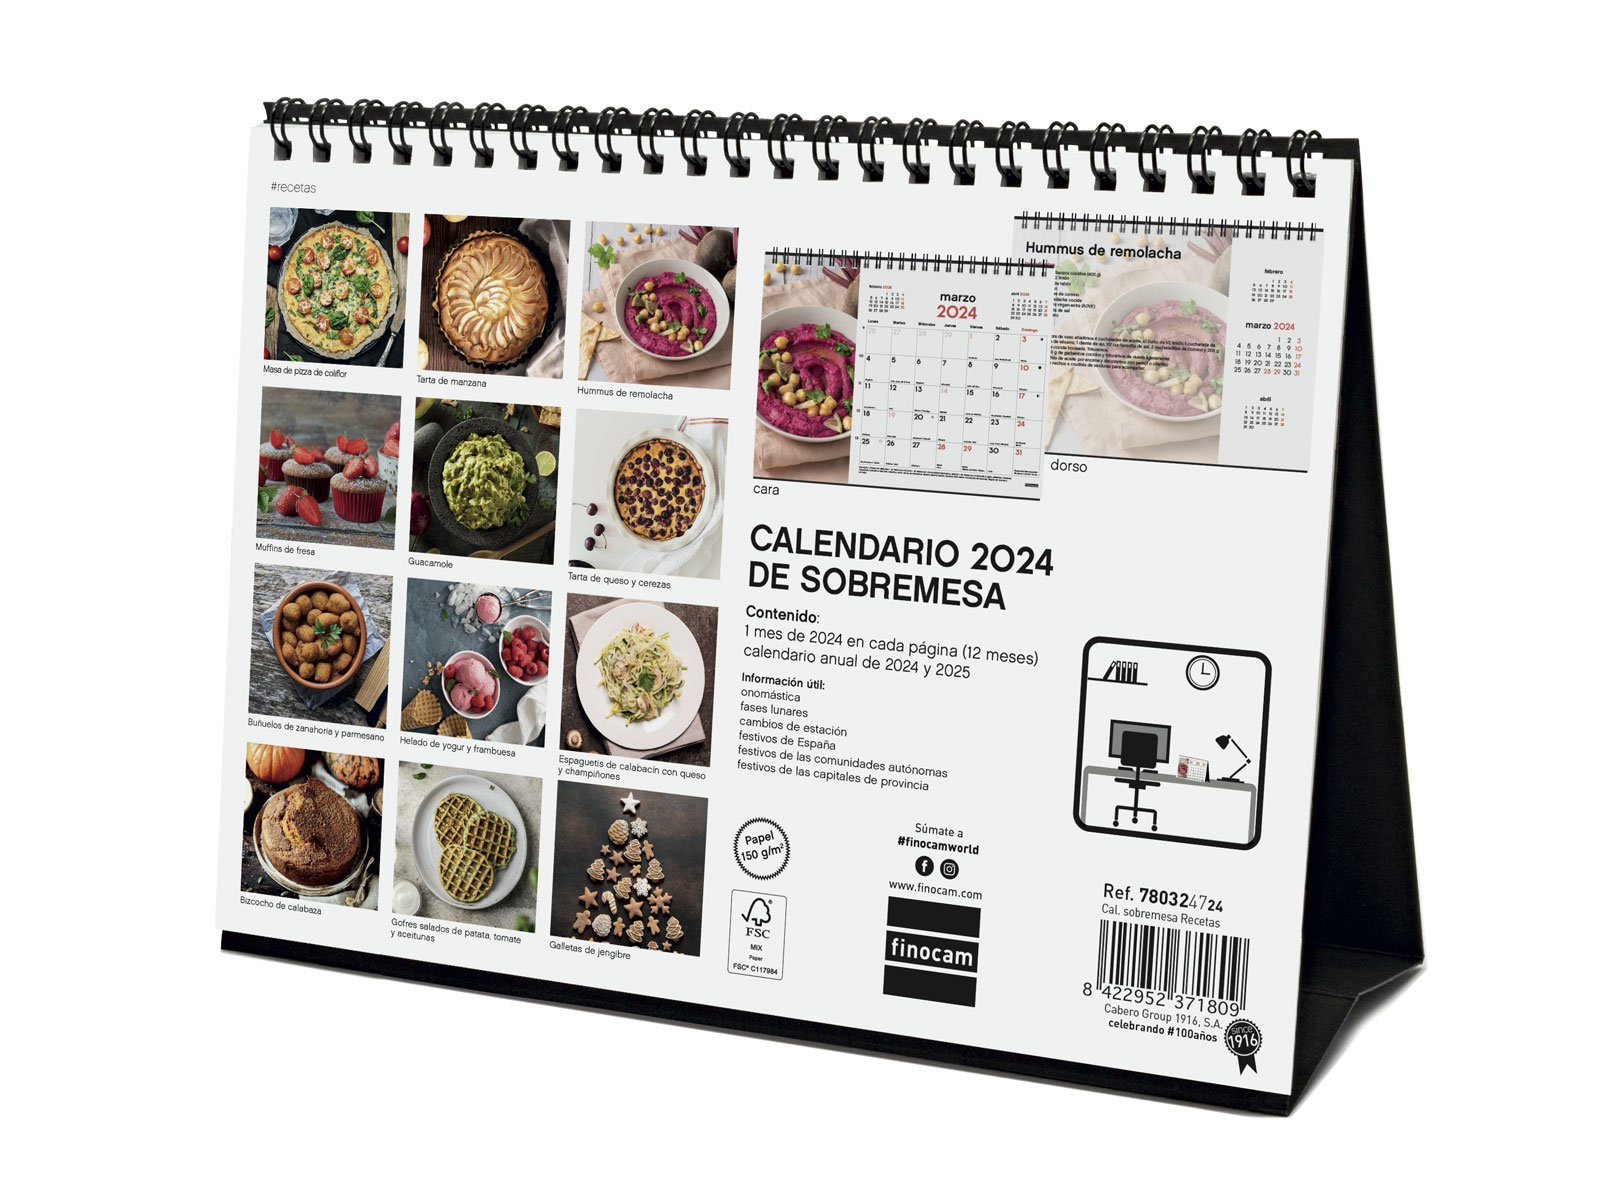 #recetas
Masa de pizza de coliflor
Tarta de manzana
Hummus de remolacha
Muffins de fresa
Guacamole
Tarta de queso y cerezas
Buñuelos de zanahoria y parmesano
Helado de yogur y frambuesa
Espaguetis de calabacín con queso
y champiñones
Bizcocho de calabaza
Gofres salados de patata, tomate
y aceitunas
Galletas de jengibre
marzo
2024
cara
Hummus de remolacha
febrero
marzo 2024
abril
dorso
CALENDARIO 2024
DE SOBREMESA
Contenido:
1 mes de 2024 en cada página (12 meses)
calendario anual de 2024 y 2025
Información útil:
onomástica
fases lunares
cambios de estación
festivos de España
festivos de las comunidades autónomas
festivos de las capitales de provincia
Papel
150 g/m²
FSC
MIX
Paper
FSC® C117984
Súmate a
#finocamworld
www.finocam.com
finocam
Ref. 780324724
Cal. sobremesa Recetas
8 422952 371809
Cabero Group 1916, S.A.
celebrando #100años
since
1916